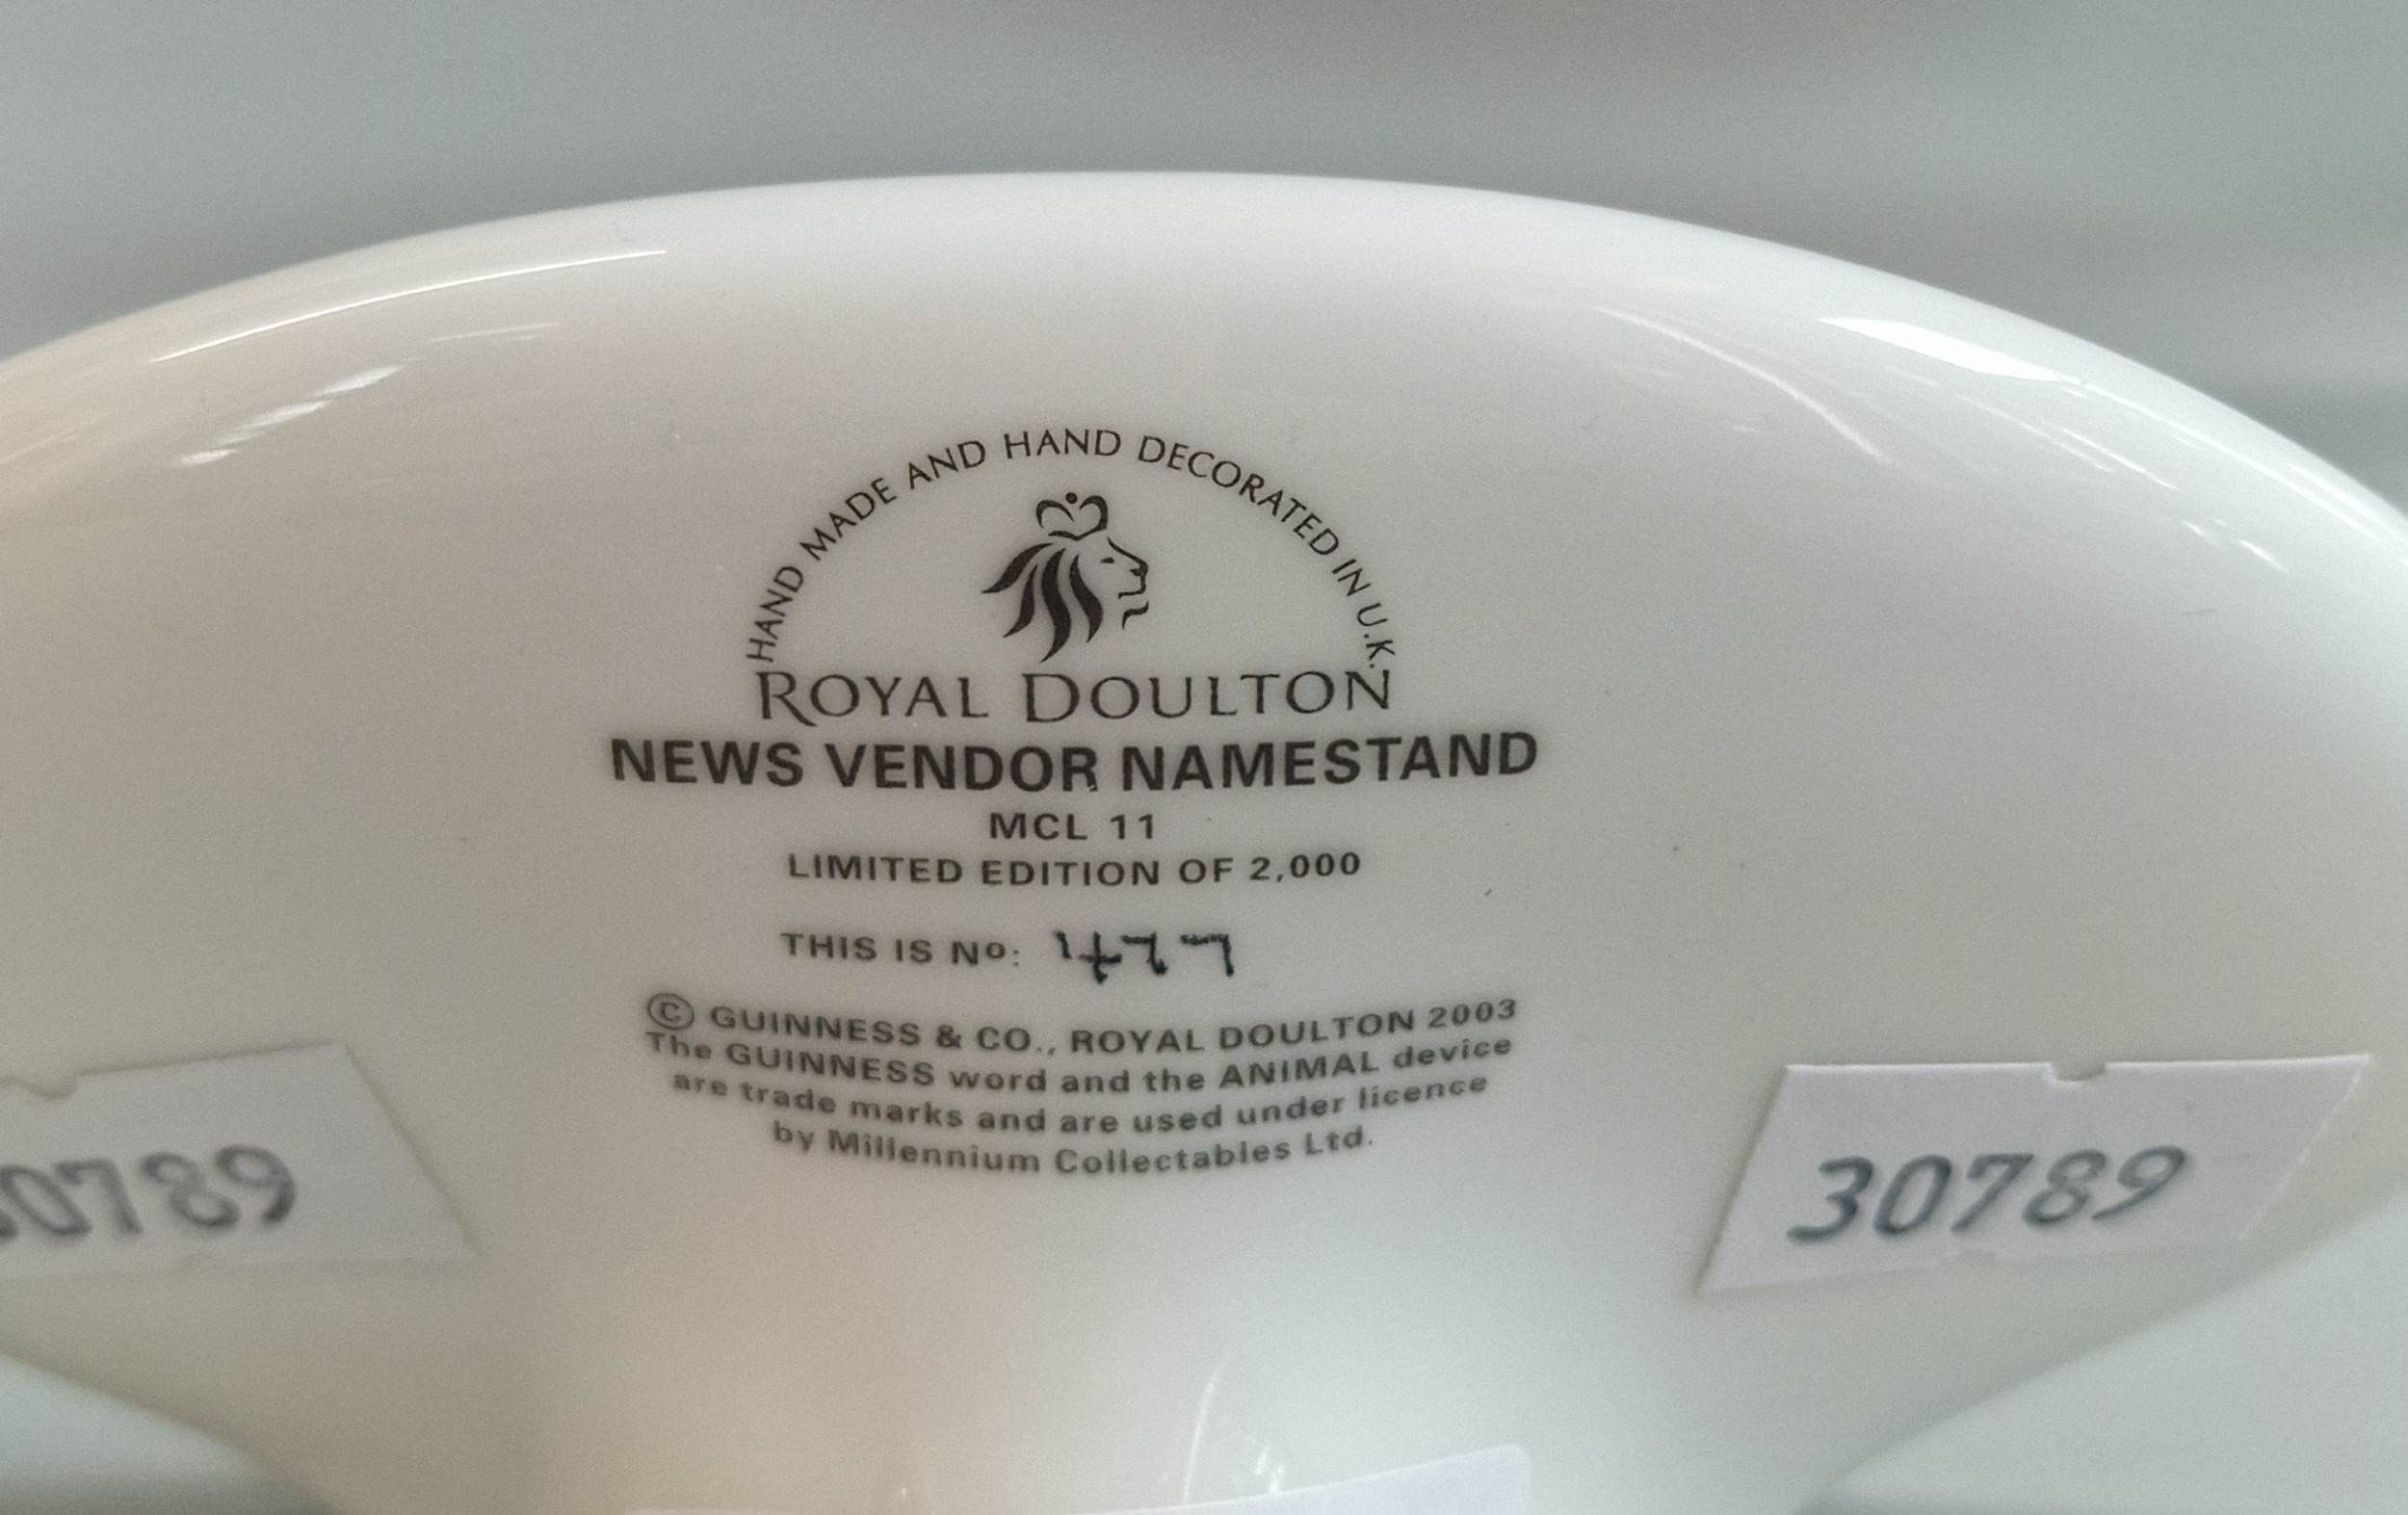 HAND MADE AND HAND DECORATED IN U.K.
ROYAL DOULTON
NEWS VENDOR NAMESTAND
MCL 11
LIMITED EDITION OF 2,000
THIS IS Nº:
© GUINNESS & CO., ROYAL DOULTON 2003
The GUINNESS word and the ANIMAL device
are trade marks and are used under licence
by Millennium Collectables Ltd.
0789
30789